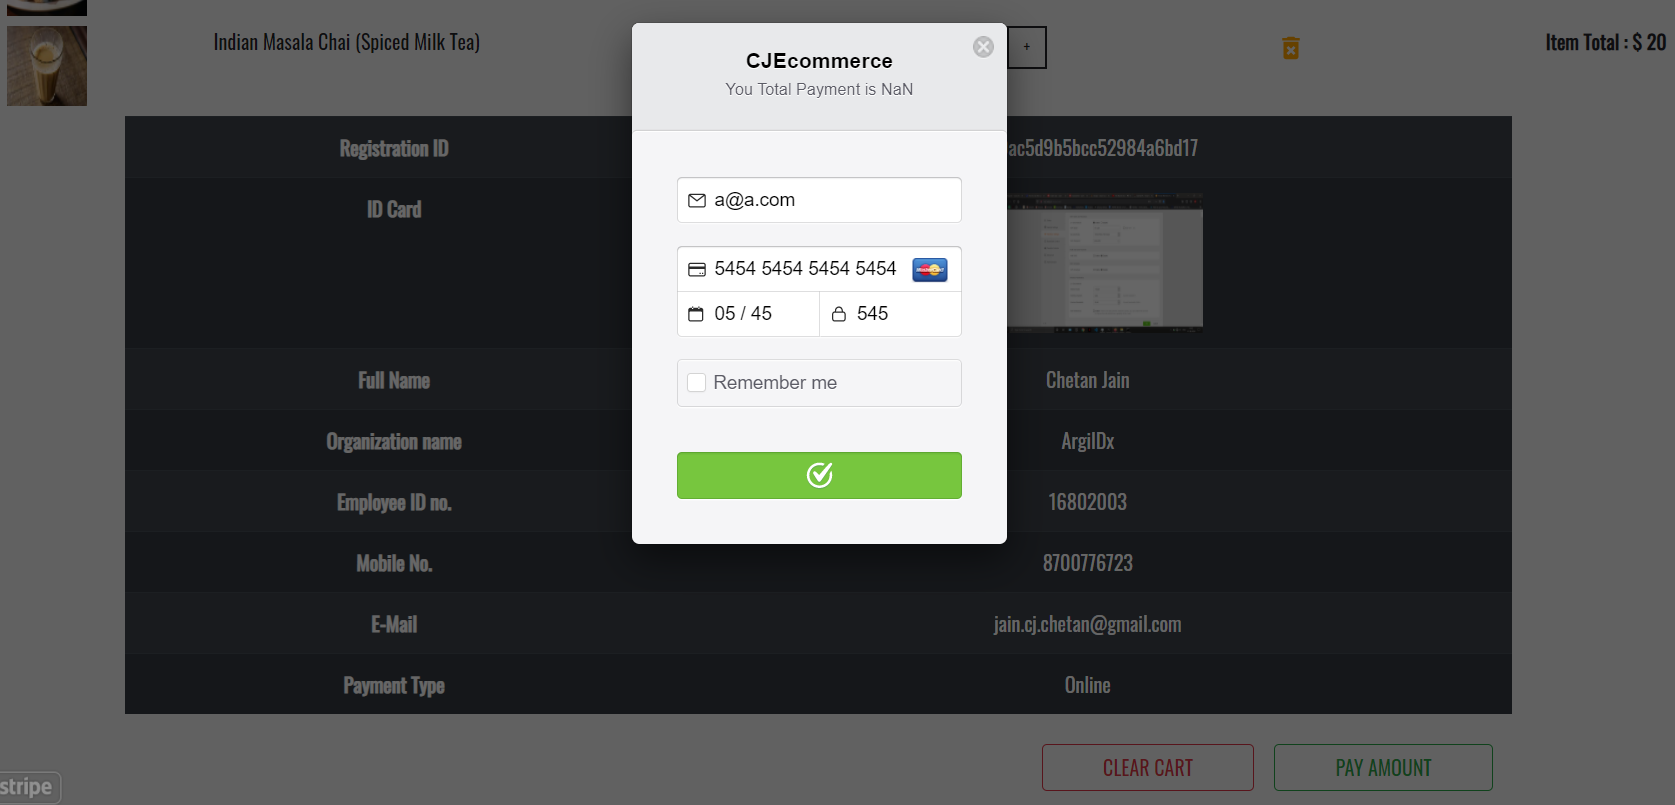 Indian Masala Chai (Spiced Milk Tea)
+
Item Total : $ 20
CJEcommerce
You Total Payment is NaN
a@a.com
5454 5454 5454 5454
MasterCard
05 / 45
545
Remember me
Registration ID
ac5d9b5bcc52984a6bd17
ID Card
Full Name
Chetan Jain
Organization name
ArgilDx
Employee ID no.
16802003
Mobile No.
8700776723
E-Mail
jain.cj.chetan@gmail.com
Payment Type
Online
CLEAR CART
PAY AMOUNT
stripe